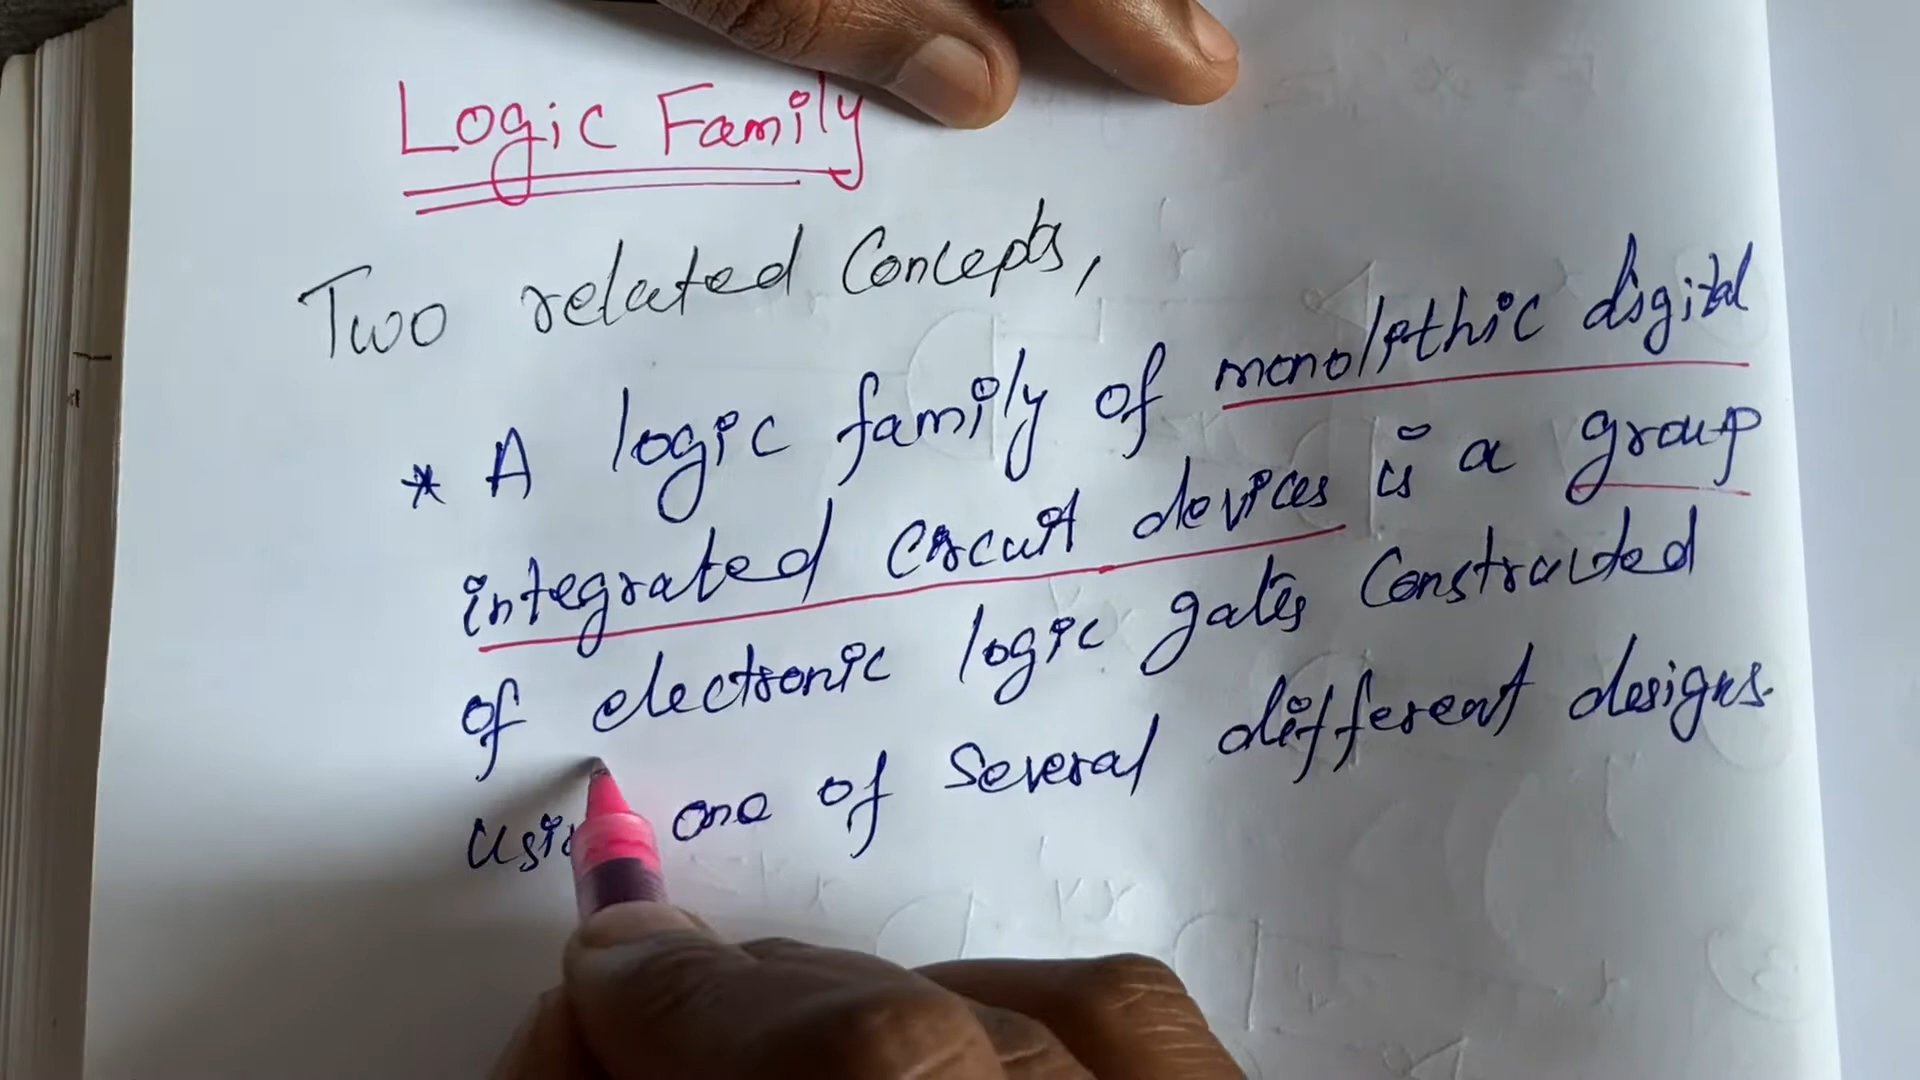 Logic Family
Two related Concepts,
* A logic family of monolithic digital
integrated circuit devices is a group
of electronic logic gates Constructed
one of several different designs.